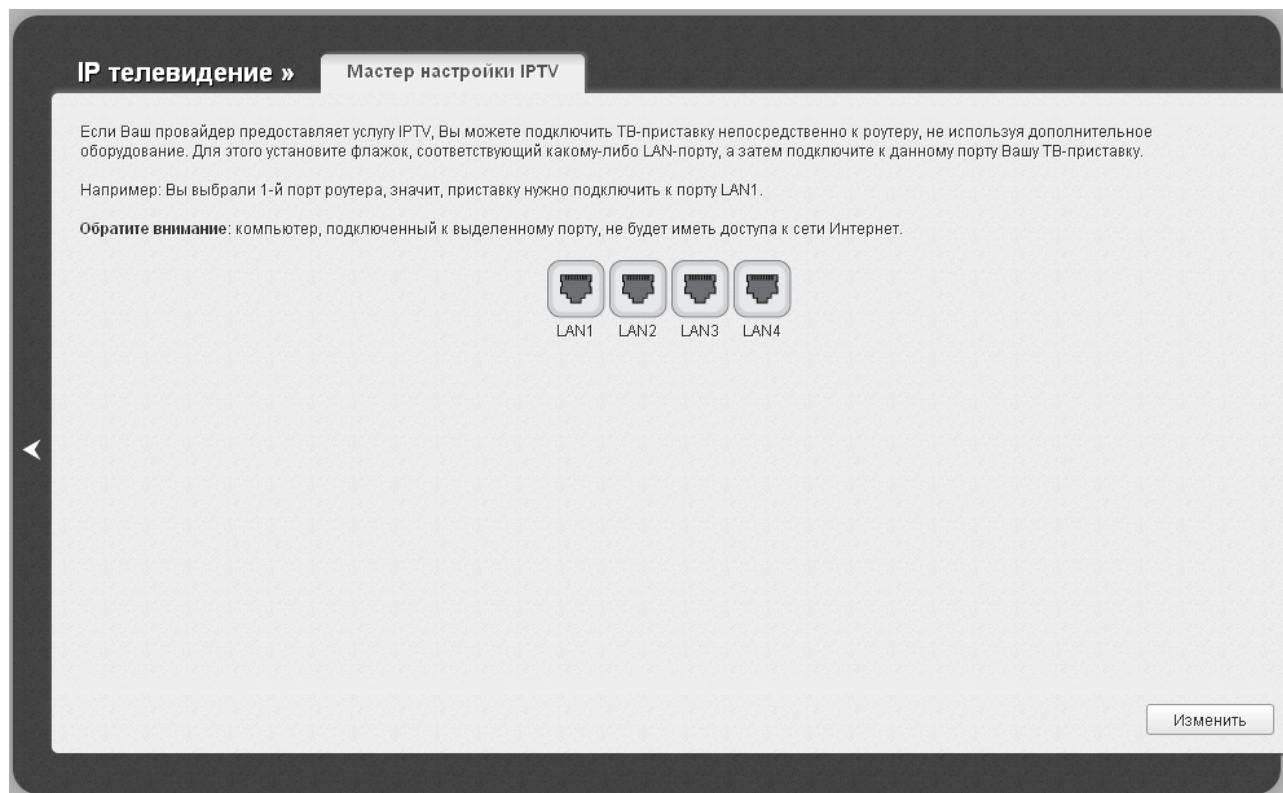 IP телевидение »
Мастер настройки IPTV
Если Ваш провайдер предоставляет услугу IPTV, Вы можете подключить ТВ-приставку непосредственно к роутеру, не используя дополнительное
оборудование. Для этого установите флажок, соответствующий какому-либо LAN-порту, а затем подключите к данному порту Вашу ТВ-приставку.
Например: Вы выбрали 1-й порт роутера, значит, приставку нужно подключить к порту LAN1.
Обратите внимание: компьютер, подключенный к выделенному порту, не будет иметь доступа к сети Интернет.
LAN1 LAN2 LAN3 LAN4
Изменить